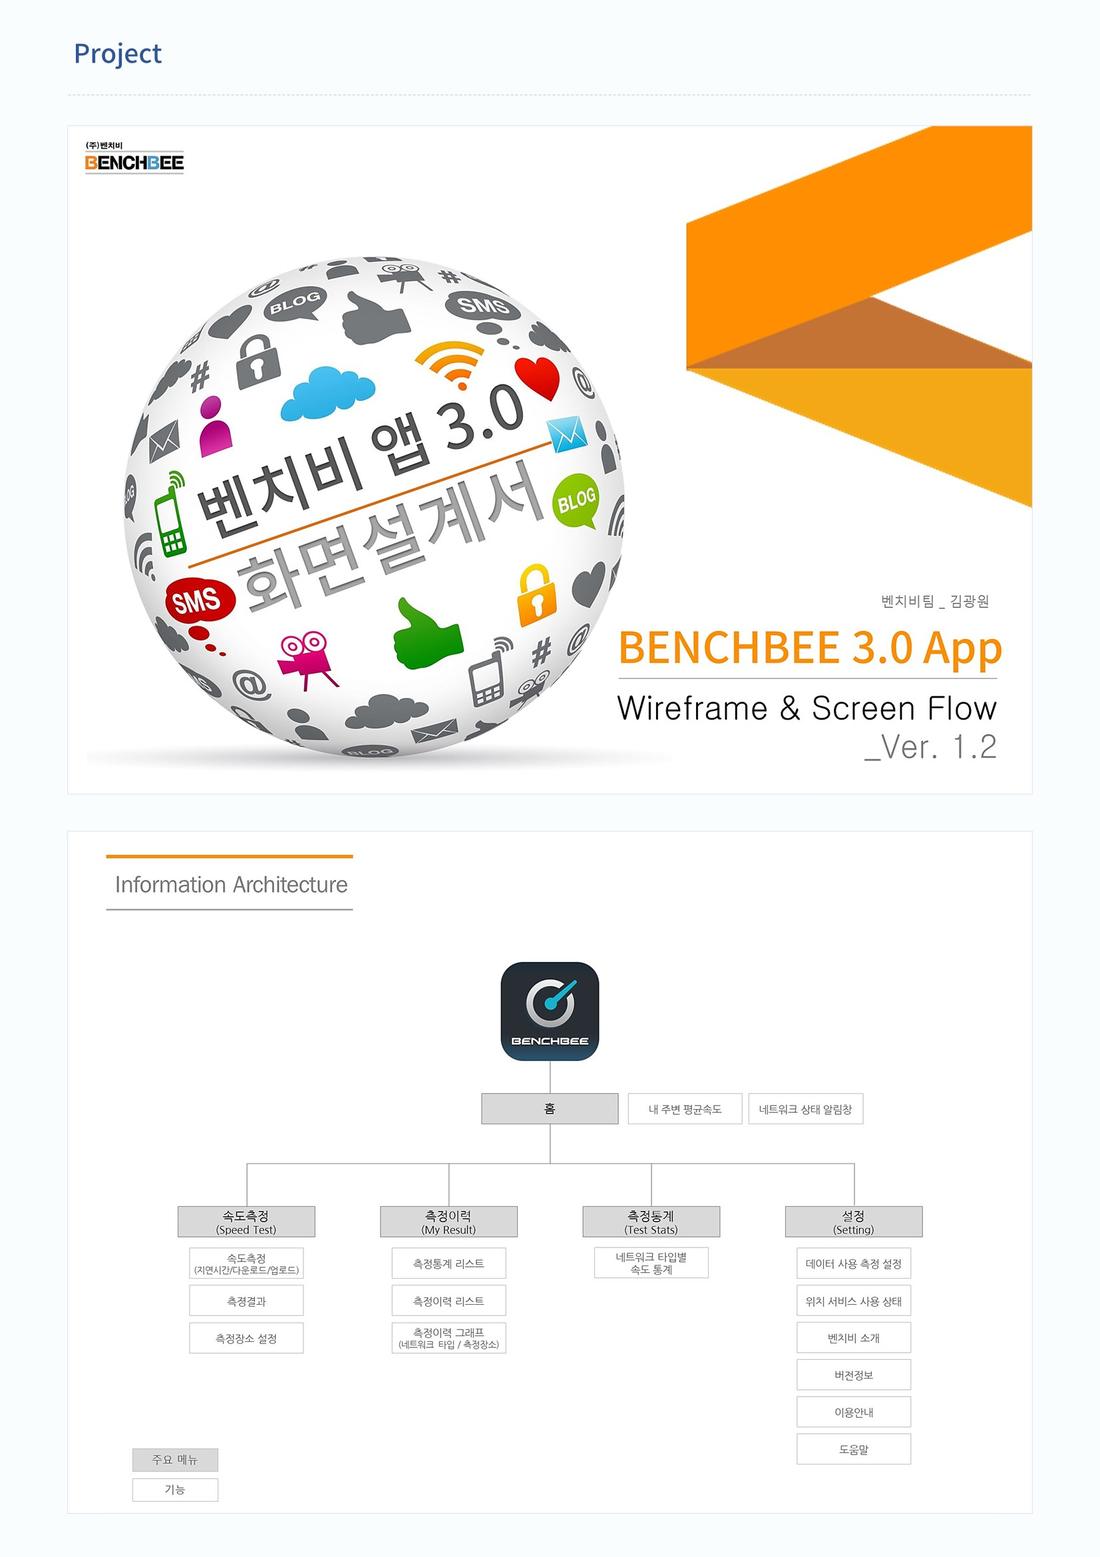 Project
(주)벤치비
BENCHBEE
@
BLOG
#
SMS
#
@
벤치비 앱 3.0
화면설계서
BLOG
SMS
#
@
@
BLOG
벤치비팀 _ 김광원
BENCHBEE 3.0 App
Wireframe & Screen Flow
_Ver. 1.2
Information Architecture
BENCHBEE
홈
내 주변 평균속도
네트워크 상태 알림창
속도측정
(Speed Test)
속도측정
(지연시간/다운로드/업로드)
측정결과
측정장소 설정
측정이력
(My Result)
측정통계 리스트
측정이력 리스트
측정이력 그래프
(네트워크 타입 / 측정장소)
측정통계
(Test Stats)
네트워크 타입별
속도 통계
설정
(Setting)
데이터 사용 측정 설정
위치 서비스 사용 상태
벤치비 소개
버전정보
이용안내
도움말
주요 메뉴
기능